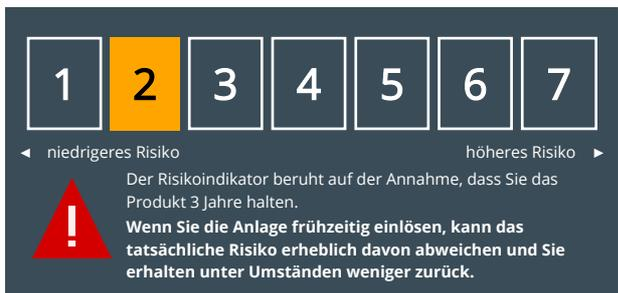 1 2 3 4 5 6 7
◄ niedrigeres Risiko höheres Risiko ►
Der Risikoindikator beruht auf der Annahme, dass Sie das
Produkt 3 Jahre halten.
Wenn Sie die Anlage frühzeitig einlösen, kann das
tatsächliche Risiko erheblich davon abweichen und Sie
erhalten unter Umständen weniger zurück.
!